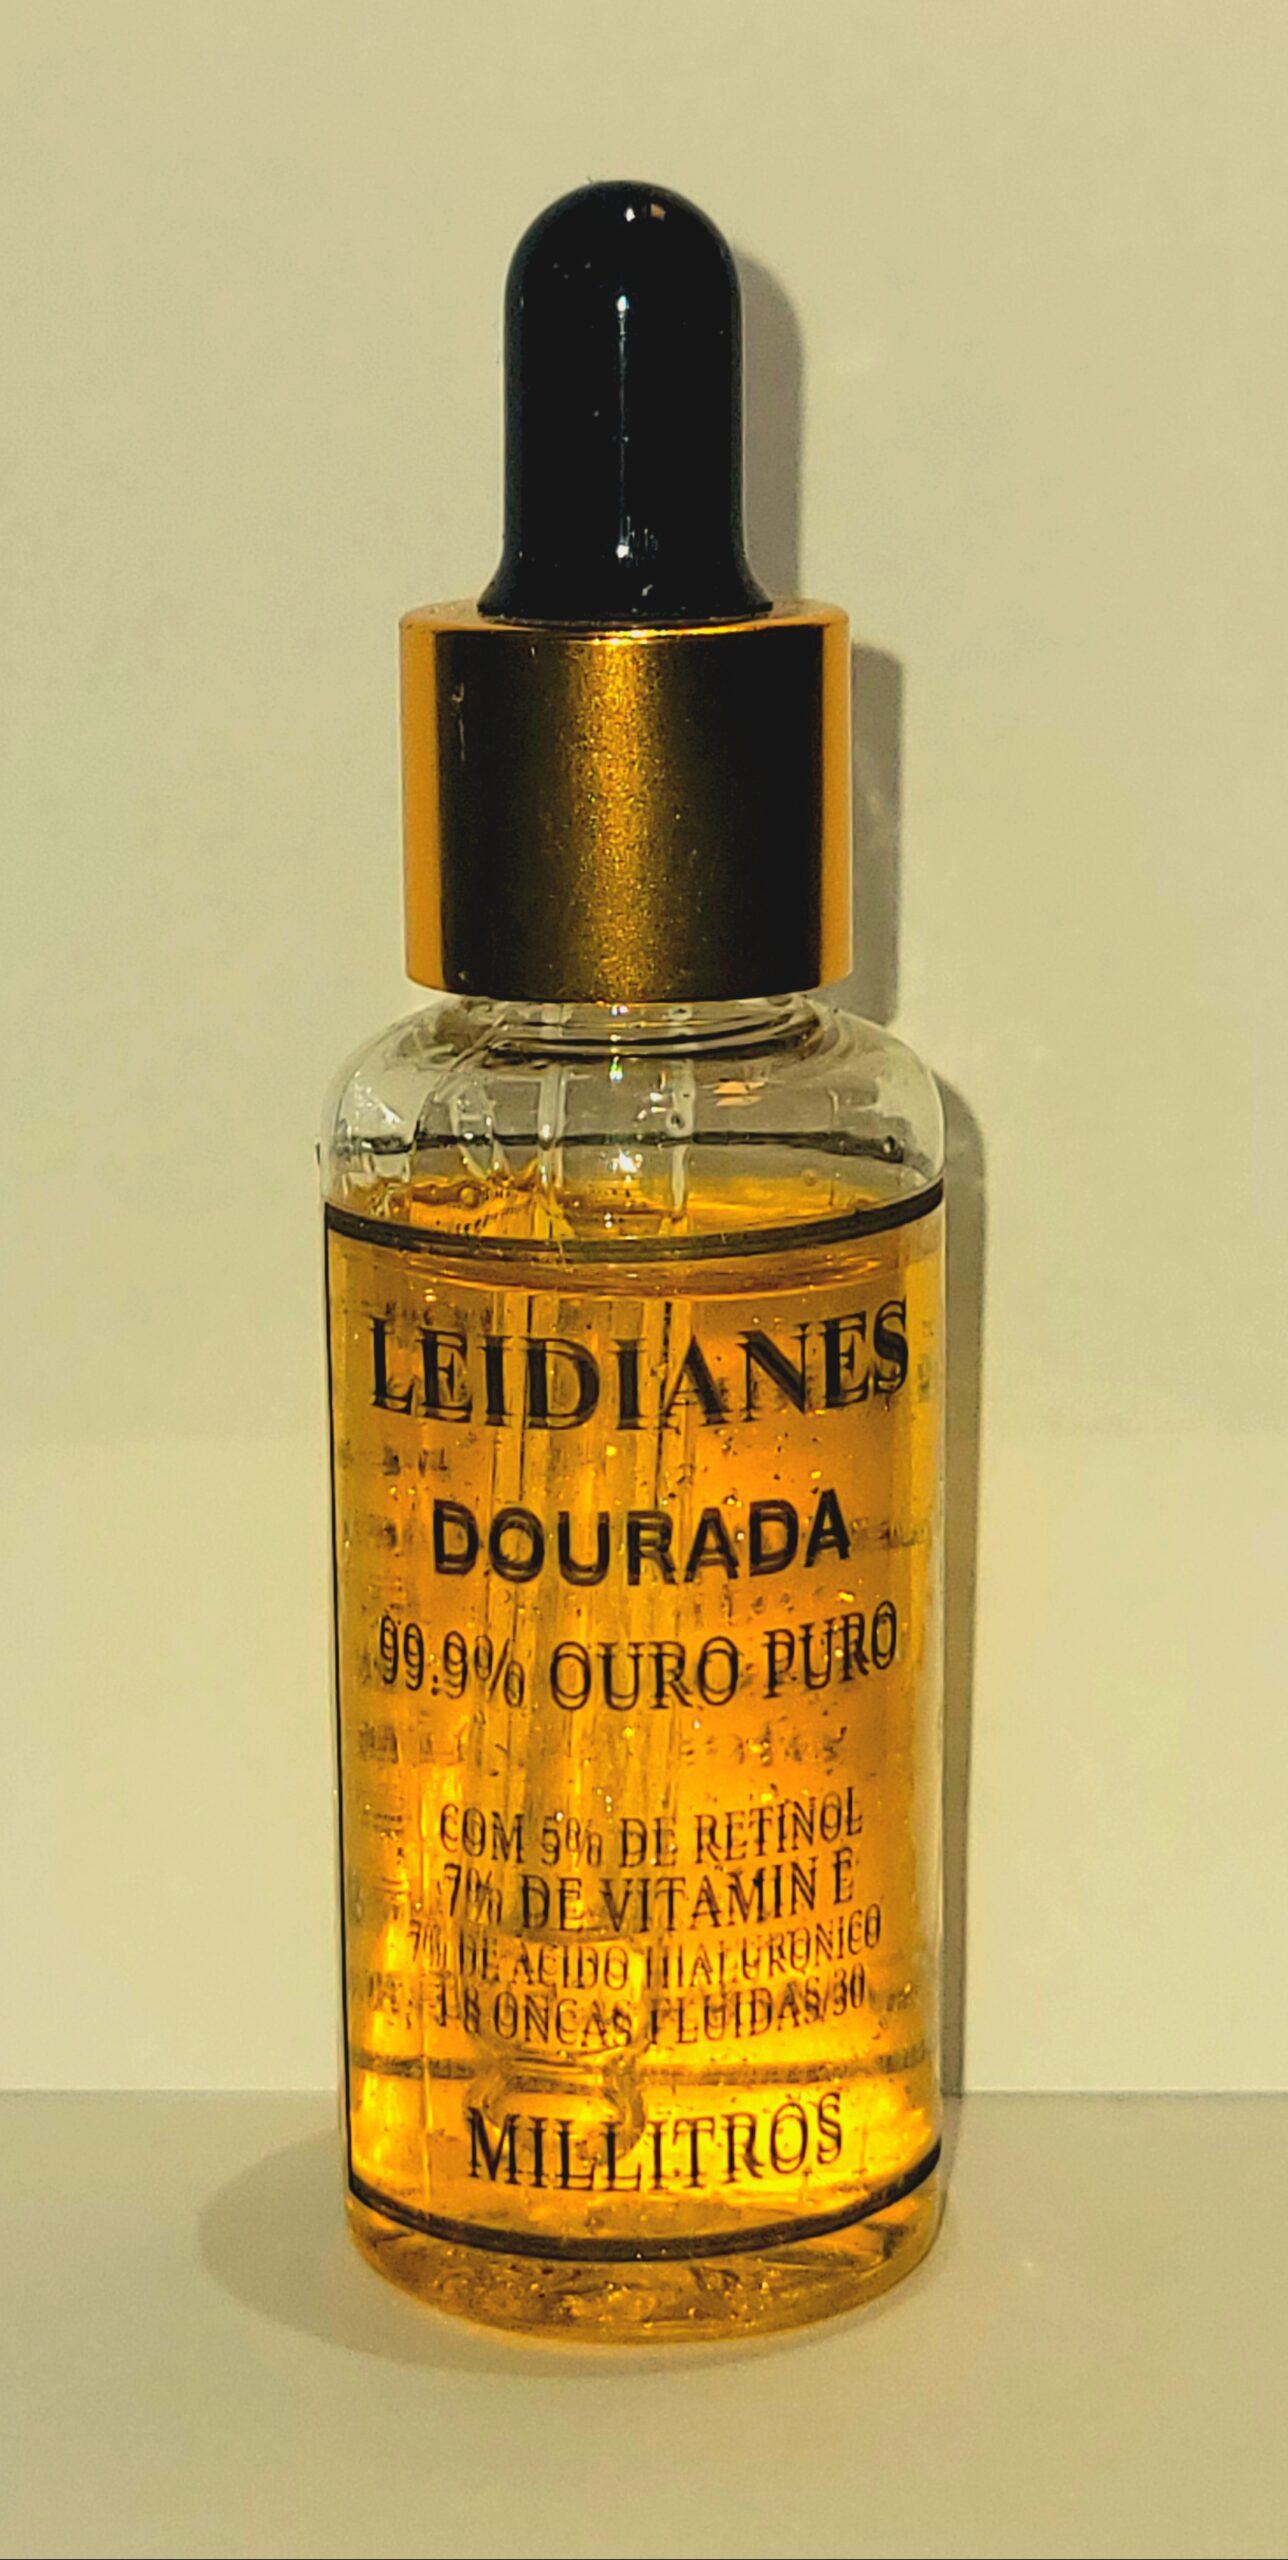 LEIDIANES
DOURADA
99.9% OURO PURO
COM 5% DE RETINOL
7% DE VITAMIN E
7% DE ACIDO HIALURONICO
1.8 ONCAS FLUIDAS/30
MILLITROS